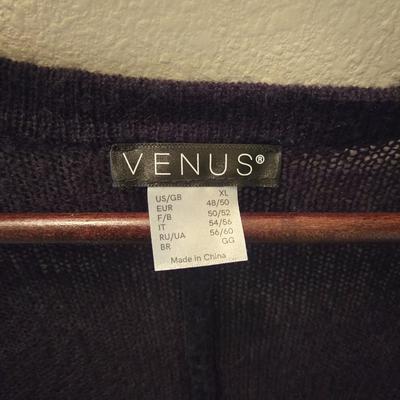 VENUS®
US/GB XL
EUR 48/50
F/B 50/52
IT 54/56
RU/UA 56/60
BR GG
Made in China